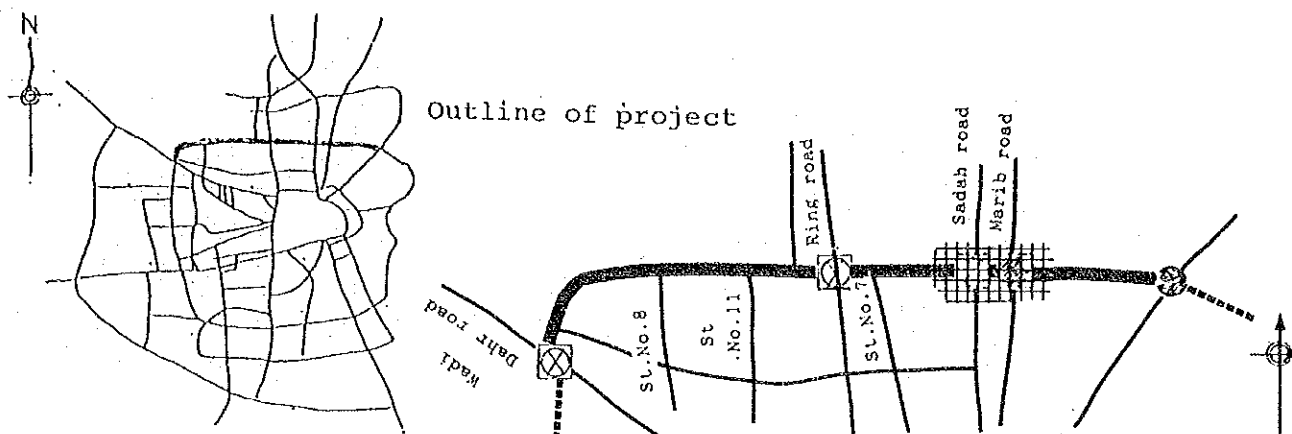 N
Outline of project
Ring road
Sadah road
Marib road
Wadi
Dahr road
St.No.8
St
.No.11
St.No.7